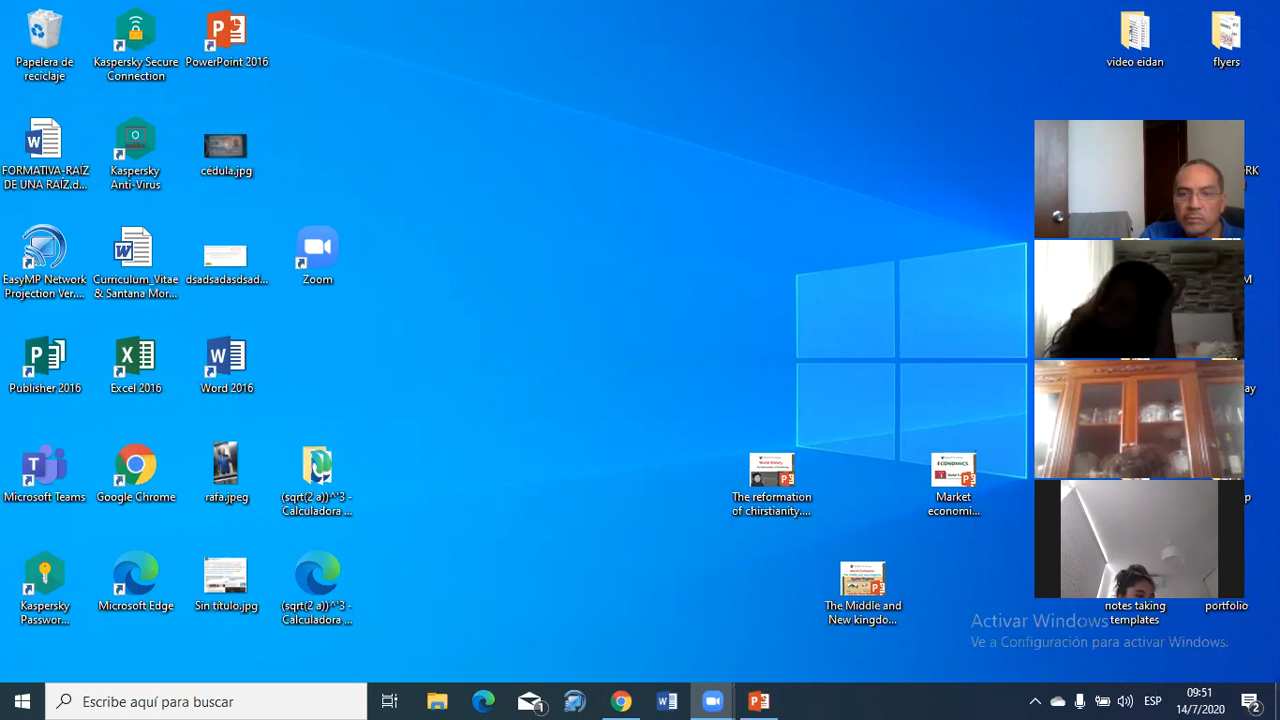 Papelera de
reciclaje
Kaspersky Secure
Connection
PowerPoint 2016
video eidan
flyers
FORMATIVA-RAÍZ
DE UNA RAÍZ.d...
Kaspersky
Anti-Virus
cédula.jpg
EasyMP Network
Projection Ver....
Curriculum_Vitae
& Santana Mor...
dsadsadasdsad...
Zoom
Publisher 2016
Excel 2016
Word 2016
Microsoft Teams
Google Chrome
rafa.jpeg
(sqrt(2 a))^'3 -
Calculadora ...
The reformation
of chirstianity....
Market
economi...
Kaspersky
Passwor...
Microsoft Edge
Sin título.jpg
(sqrt(2 a))^'3 -
Calculadora ...
The Middle and
New kingdo...
notes taking
templates
portfolio
Activar Windows
Ve a Configuración para activar Windows.
Escribe aquí para buscar
ESP
09:51
14/7/2020